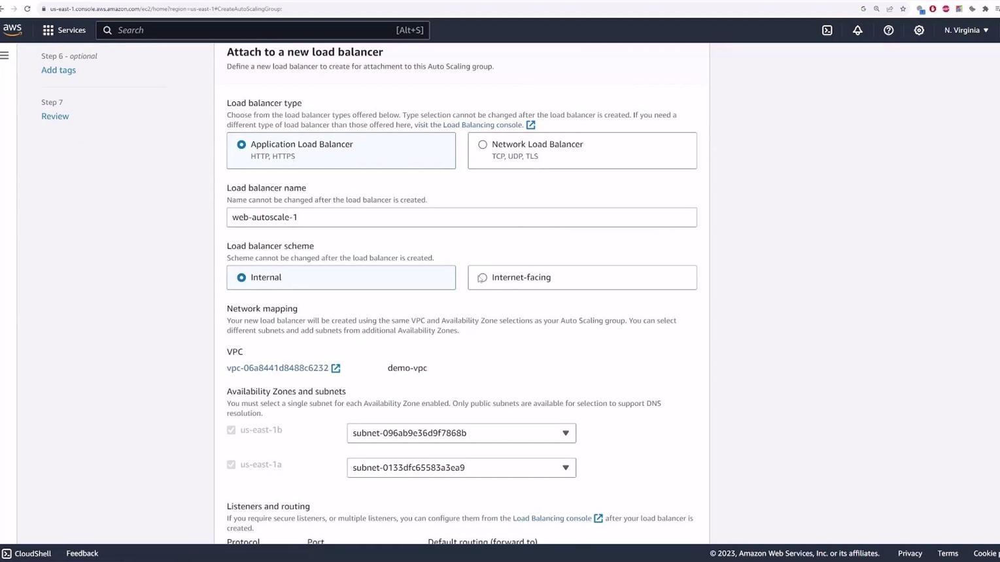 us-east-1.console.aws.amazon.com/ec2/home?region=us-east-1#CreateAutoScalingGroup:
aws
Services
Search
[Alt+S]
N. Virginia
Step 6 - optional
Add tags
Step 7
Review
Attach to a new load balancer
Define a new load balancer to create for attachment to this Auto Scaling group.
Load balancer type
Choose from the load balancer types offered below. Type selection cannot be changed after the load balancer is created. If you need a
different type of load balancer than those offered here, visit the Load Balancing console.
Application Load Balancer
HTTP, HTTPS
Network Load Balancer
TCP, UDP, TLS
Load balancer name
Name cannot be changed after the load balancer is created.
web-autoscale-1
Load balancer scheme
Scheme cannot be changed after the load balancer is created.
Internal
Internet-facing
Network mapping
Your new load balancer will be created using the same VPC and Availability Zone selections as your Auto Scaling group. You can select
different subnets and add subnets from additional Availability Zones.
VPC
vpc-06a8441d8488c6232
demo-vpc
Availability Zones and subnets
You must select a single subnet for each Availability Zone enabled. Only public subnets are available for selection to support DNS
resolution.
us-east-1b
subnet-096ab9e36d9f7868b
us-east-1a
subnet-0133dfc65583a3ea9
Listeners and routing
If you require secure listeners, or multiple listeners, you can configure them from the Load Balancing console after your load balancer is
created.
Protocol
Port
Default routing (forward to)
CloudShell
Feedback
© 2023, Amazon Web Services, Inc. or its affiliates.
Privacy
Terms
Cookie p